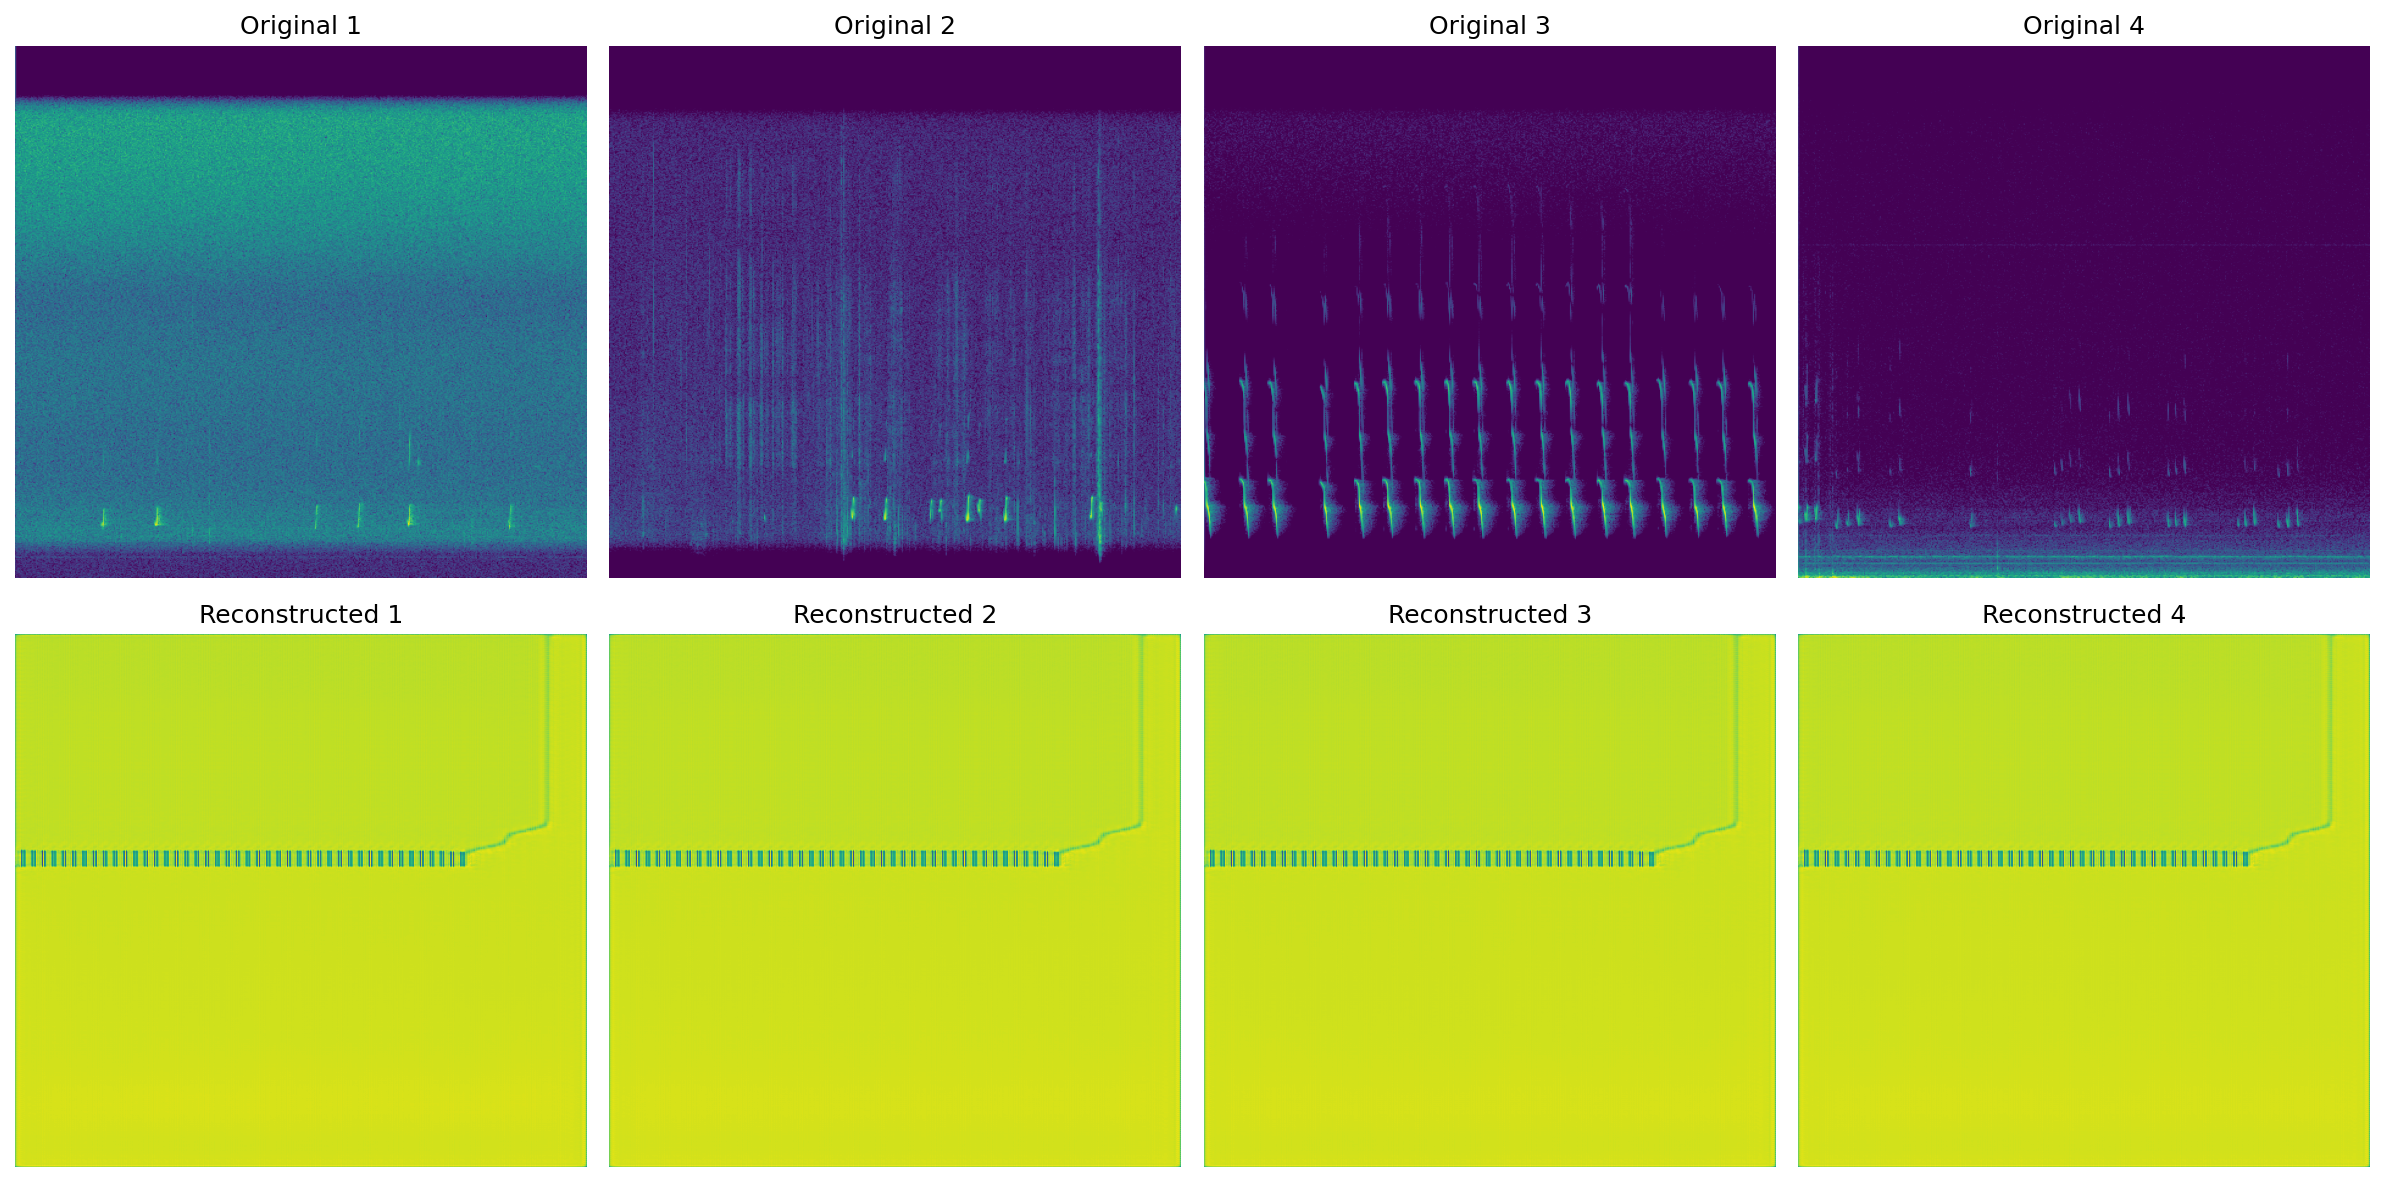 Original 1
Original 2
Original 3
Original 4
Reconstructed 1
Reconstructed 2
Reconstructed 3
Reconstructed 4